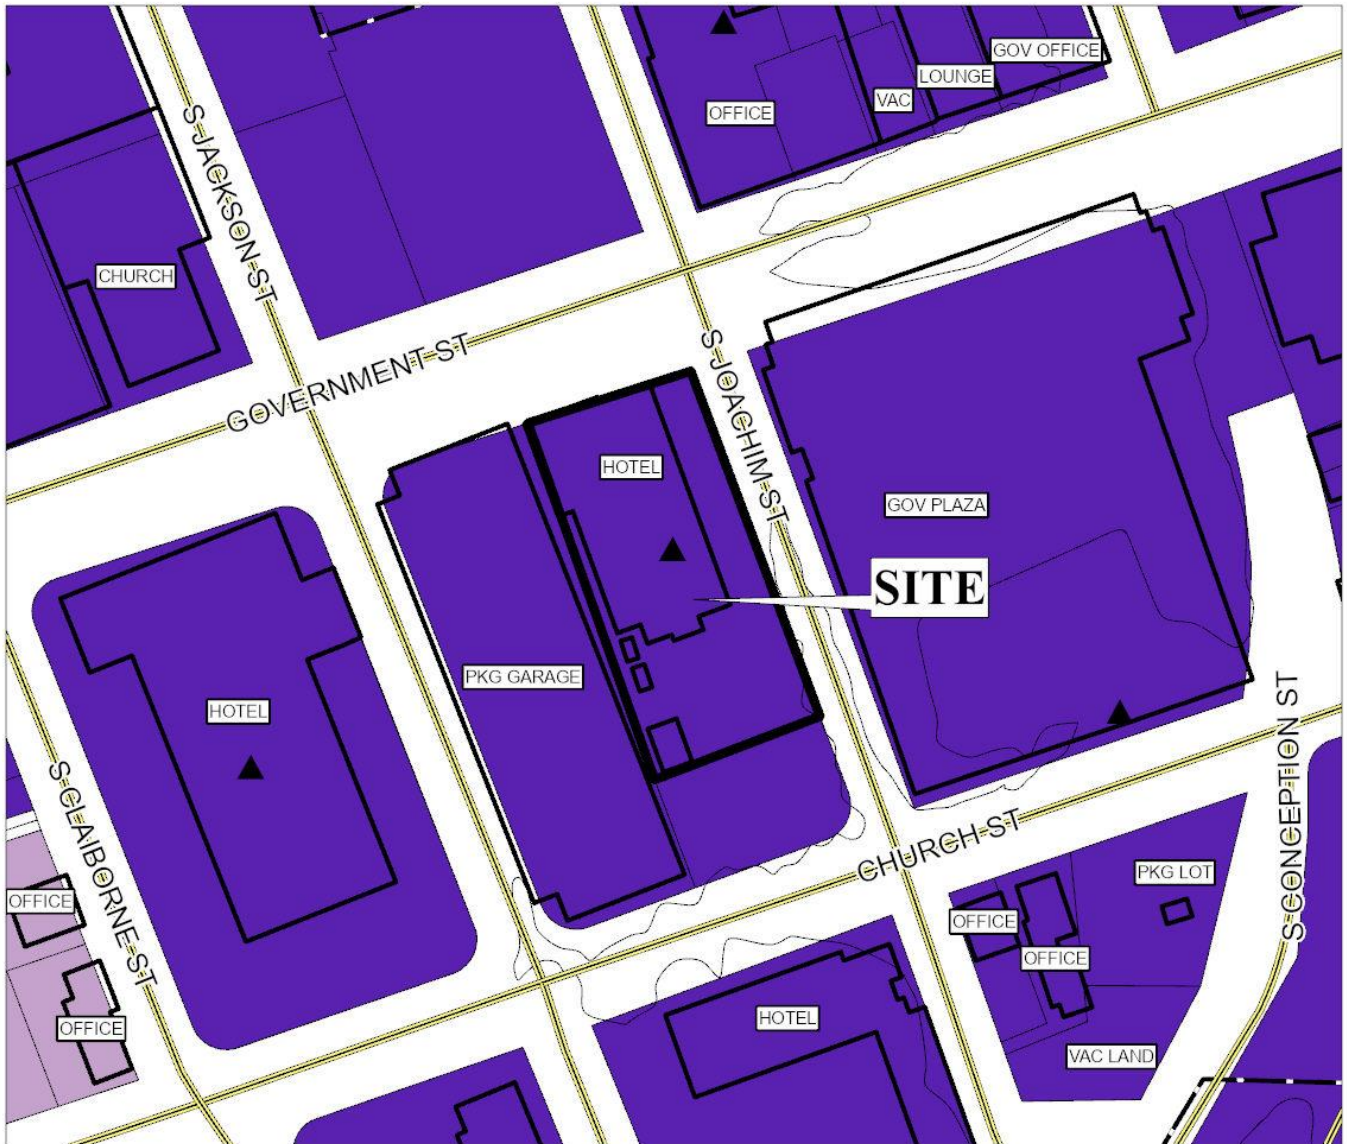 GOV OFFICE
LOUNGE
VAC
OFFICE
S JACKSON ST
CHURCH
GOVERNMENT ST
S JOACHIM ST
HOTEL
GOV PLAZA
SITE
PKG GARAGE
HOTEL
S CLAIBORNE ST
S CONCEPTION ST
CHURCH ST
PKG LOT
OFFICE
OFFICE
OFFICE
HOTEL
OFFICE
VAC LAND